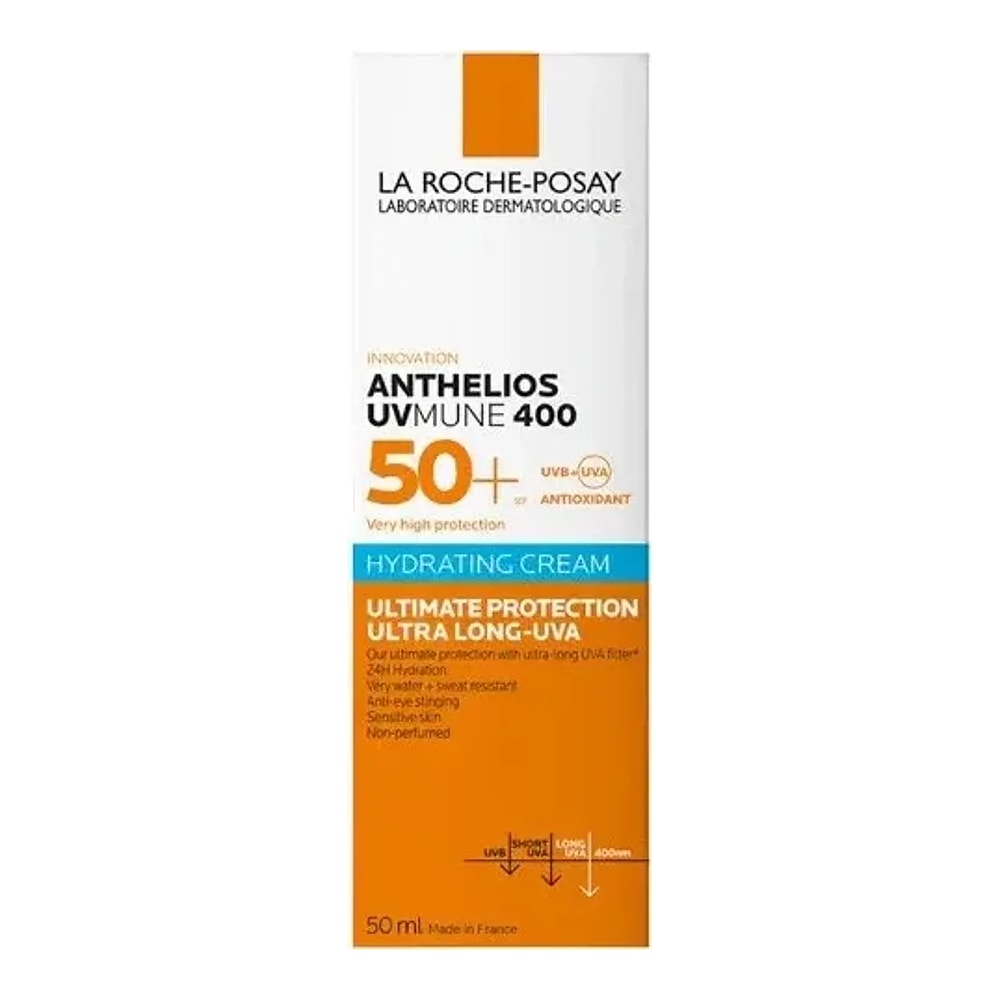 LA ROCHE-POSAY
LABORATOIRE DERMATOLOGIQUE
INNOVATION
ANTHELIOS
UVMUNE 400
50+ SPF
UVB + UVA
ANTIOXIDANT
Very high protection
HYDRATING CREAM
ULTIMATE PROTECTION
ULTRA LONG-UVA
Our ultimate protection with ultra-long UVA filter*
24H Hydration
Very water + sweat resistant
Anti-eye stinging
Sensitive skin
Non-perfumed
UVB
SHORT UVA
LONG UVA
400nm
50 ml Made in France